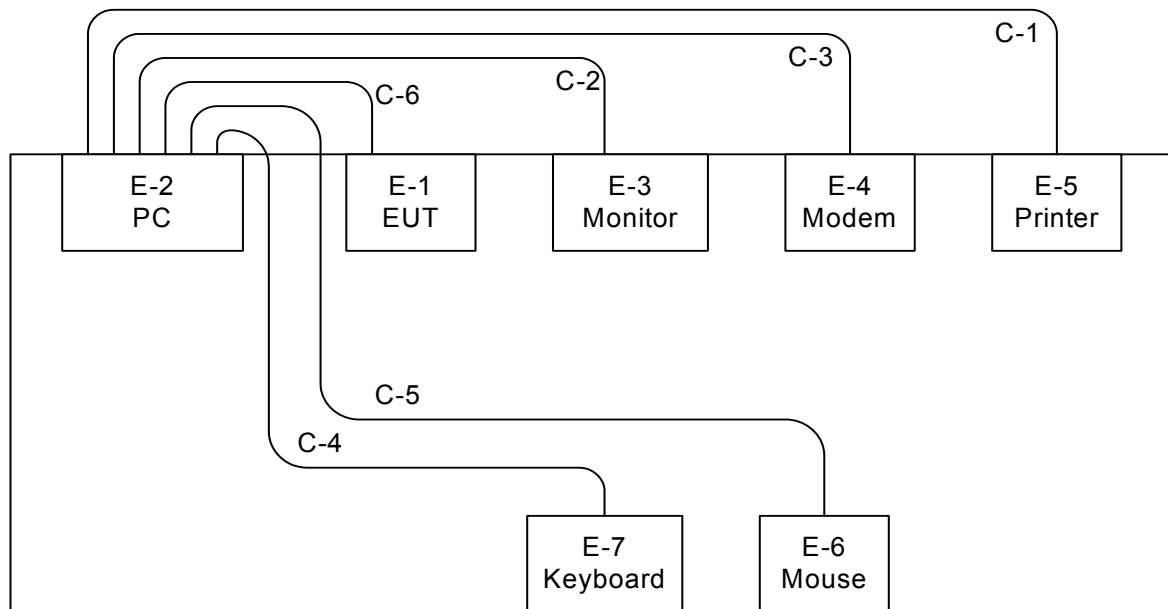 C-1
C-3
C-2
C-6
E-2
PC
E-1
EUT
E-3
Monitor
E-4
Modem
E-5
Printer
C-5
C-4
E-7
Keyboard
E-6
Mouse